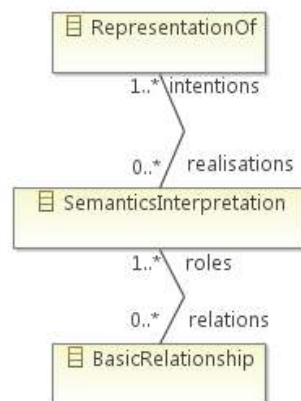 RepresentationOf
1..* intentions
0..* realisations
SemanticsInterpretation
1..* roles
0..* relations
BasicRelationship